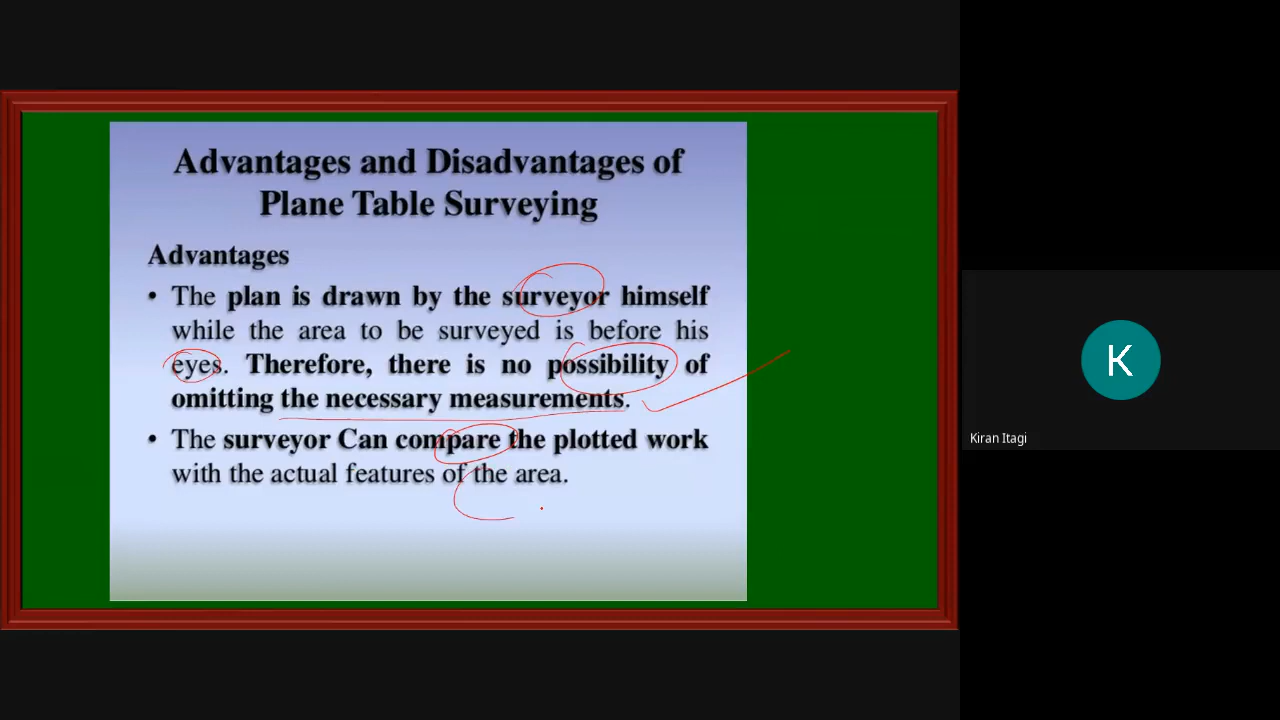 Advantages and Disadvantages of
Plane Table Surveying
Advantages
• The plan is drawn by the surveyor himself
while the area to be surveyed is before his
eyes. Therefore, there is no possibility of
omitting the necessary measurements.
• The surveyor Can compare the plotted work
with the actual features of the area.
K
Kiran Itagi